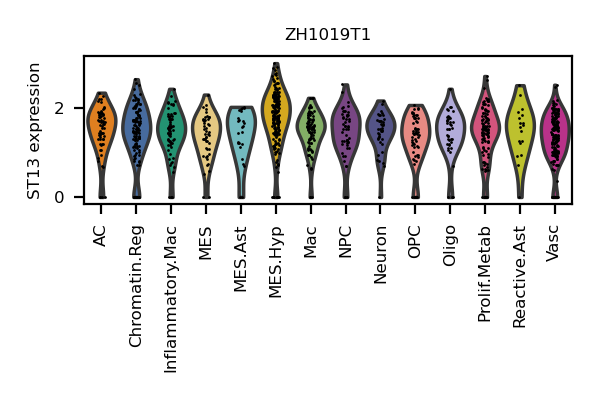 ZH1019T1
ST13 expression
2
0
AC
Chromatin.Reg
Inflammatory.Mac
MES
MES.Ast
MES.Hyp
Mac
NPC
Neuron
OPC
Oligo
Prolif.Metab
Reactive.Ast
Vasc